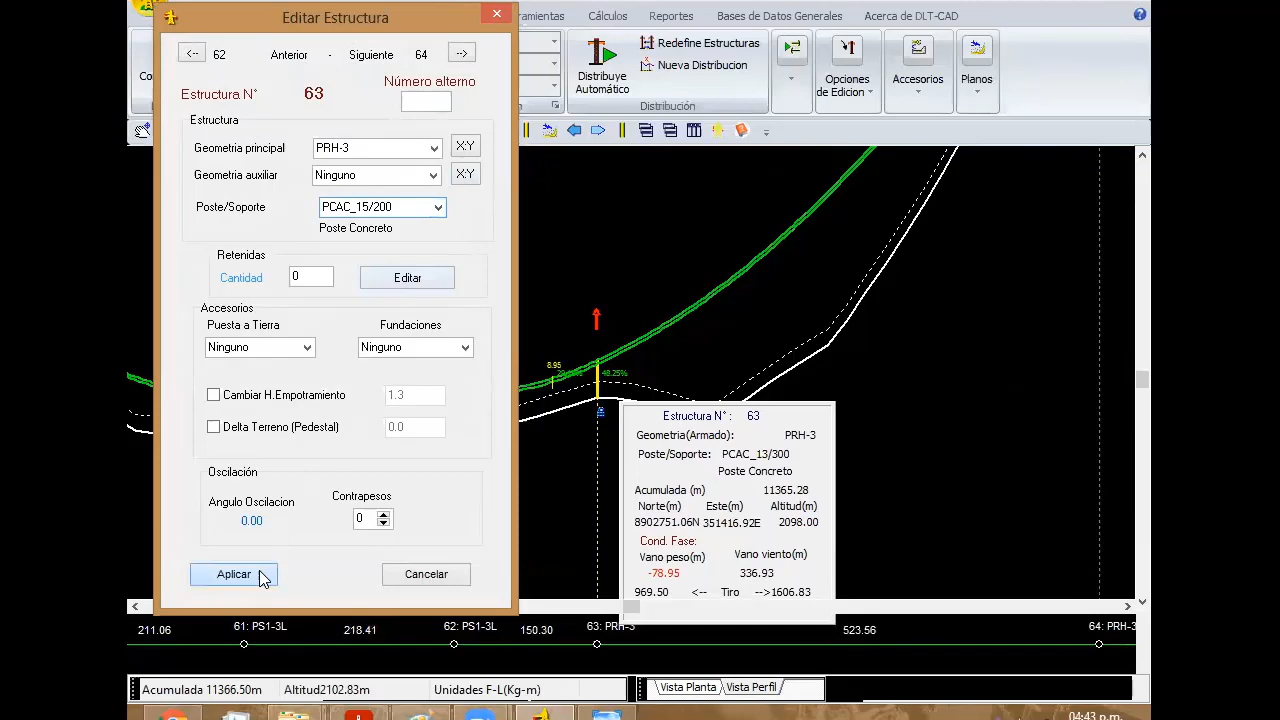 Editar Estructura
<-- 62 Anterior - Siguiente 64 -->
Número alterno
Estructura N° 63
Estructura
Geometria principal PRH-3 X:Y
Geometria auxiliar Ninguno X:Y
Poste-Soporte PCAC_15/200
Poste Concreto
Retenidas
Cantidad 0 Editar
Accesorios
Puesta a Tierra Fundaciones
Ninguno Ninguno
Cambiar H.Empotramiento 1.3
Delta Terreno (Pedestal) 0.0
Oscilación
Angulo Oscilacion Contrapesos
0.00 0
Aplicar Cancelar
Cálculos Reportes Bases de Datos Generales Acerca de DLT-CAD
Distribuye
Automático
Redefine Estructuras
Nueva Distribucion
Distribución
Opciones
de Edicion
Accesorios
Planos
8.95
48.25%
Estructura N° : 63
Geometria(Armado): PRH-3
Poste/Soporte: PCAC_13/300
Poste Concreto
Acumulada (m) 11365.28
Norte(m) Este(m) Altitud(m)
8902751.06N 351416.92E 2098.00
Cond. Fase:
Vano peso(m) Vano viento(m)
-78.95 336.93
969.50 <-- Tiro -->1606.83
211.06 61: PS1-3L 218.41 62: PS1-3L 150.30 63: PRH-3 523.56 64: PRH-3
Acumulada 11366.50m Altitud2102.83m Unidades F-L(Kg-m) Vista Planta Vista Perfil
04:43 p.m.